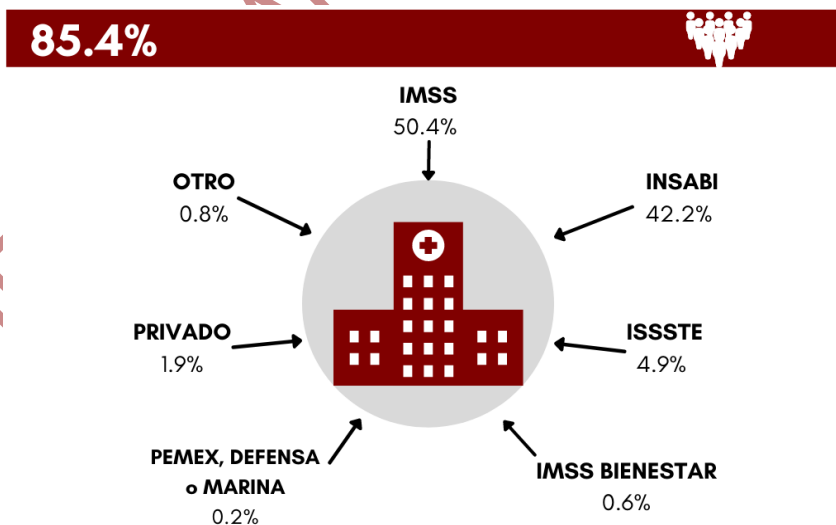 85.4%
IMSS
50.4%
OTRO
0.8%
INSABI
42.2%
PRIVADO
1.9%
ISSSTE
4.9%
PEMEX, DEFENSA
o MARINA
0.2%
IMSS BIENESTAR
0.6%